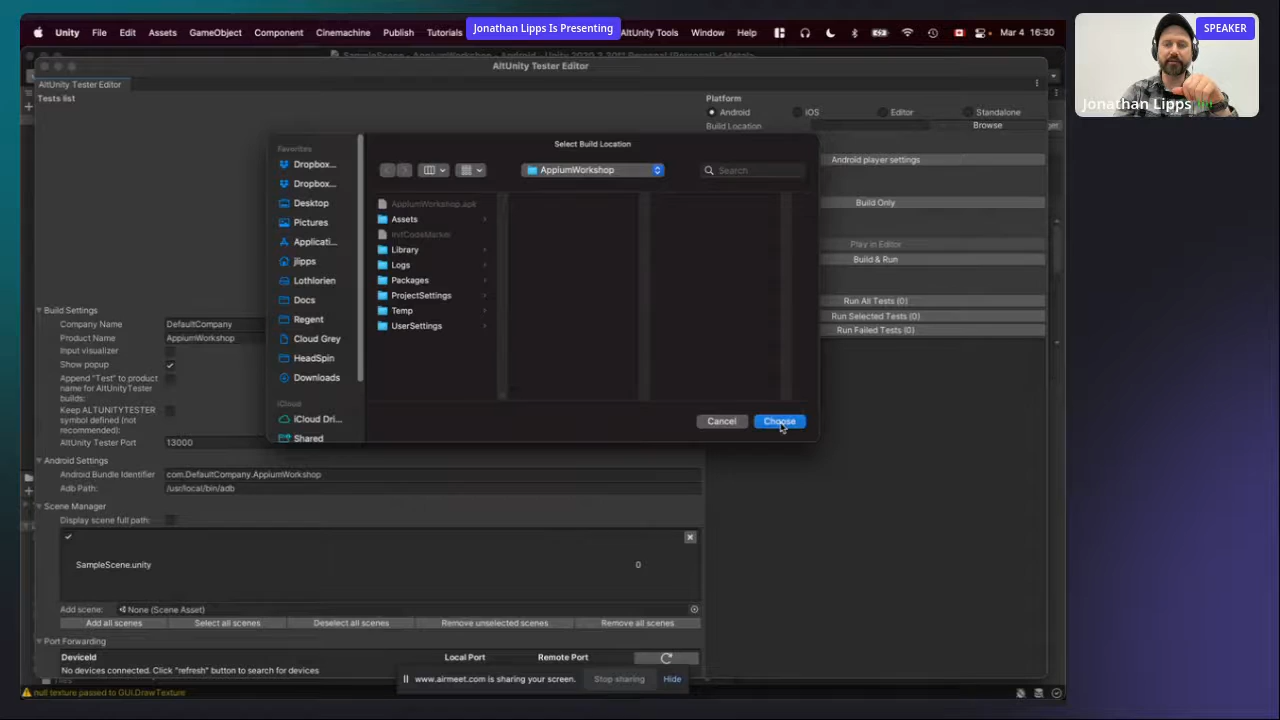 Jonathan Lipps Is Presenting
SPEAKER
Jonathan Lipps
Unity File Edit Assets GameObject Component Cinemachine Publish Tutorials AltUnity Tools Window Help Mar 4 16:30
AltUnity Tester Editor
AltUnity Tester Editor
Tests list
Platform
Android iOS Editor Standalone
Build Location Browse
Select Build Location
AppiumWorkshop
Search
Favorites
Dropbox...
Dropbox...
Desktop
Pictures
Applicati...
jlipps
Lothlorien
Docs
Regent
Cloud Grey
HeadSpin
Downloads
iCloud
iCloud Dri...
Shared
AppiumWorkshop.apk
Assets
InitCodeMarker
Library
Logs
Packages
ProjectSettings
Temp
UserSettings
Cancel
Choose
Android player settings
Build Only
Play in Editor
Build & Run
Run All Tests (0)
Run Selected Tests (0)
Run Failed Tests (0)
Build Settings
Company Name DefaultCompany
Product Name AppiumWorkshop
Input visualizer
Show popup
Append "Test" to product
name for AltUnityTester
builds:
Keep ALTUNITYTESTER
symbol defined (not
recommended):
AltUnity Tester Port 13000
Android Settings
Android Bundle Identifier com.DefaultCompany.AppiumWorkshop
Adb Path: /usr/local/bin/adb
Scene Manager
Display scene full path:
SampleScene.unity 0
Add scene: None (Scene Asset)
Add all scenes Select all scenes Deselect all scenes Remove unselected scenes Remove all scenes
Port Forwarding
DeviceId Local Port Remote Port
No devices connected. Click "refresh" button to search for devices
www.airmeet.com is sharing your screen. Stop sharing Hide
null texture passed to GUI.DrawTexture